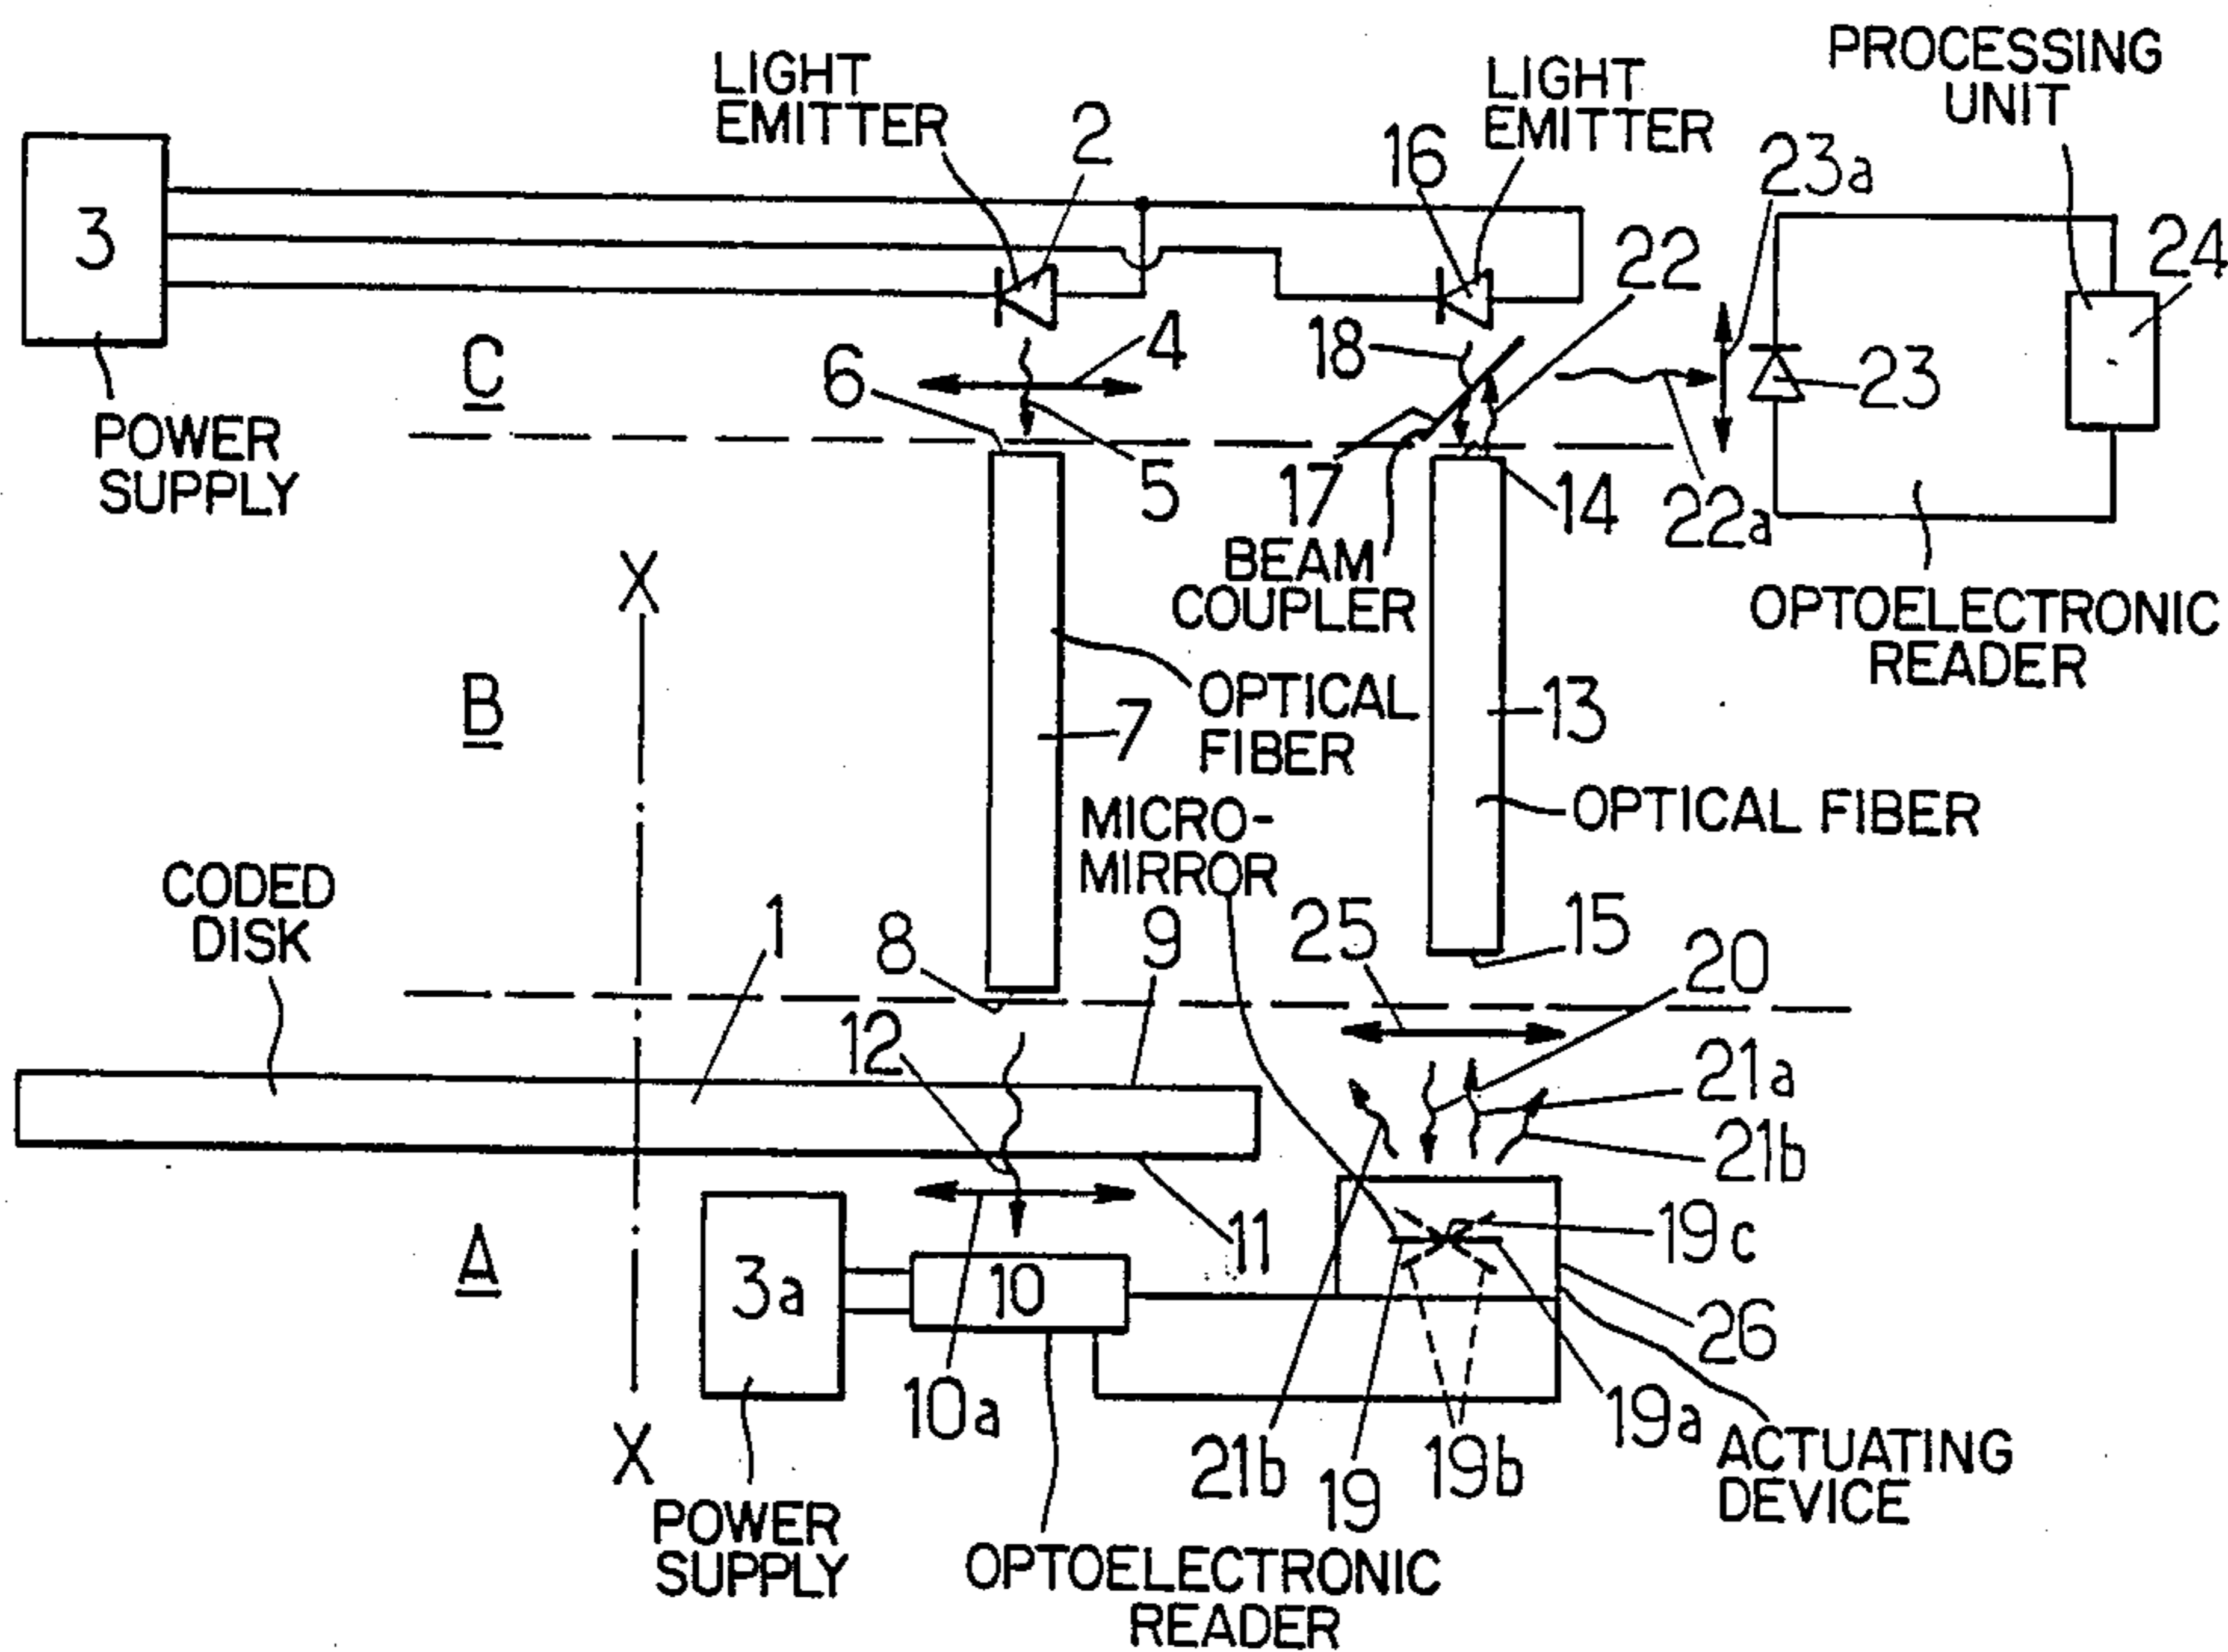 LIGHT
EMITTER
2
LIGHT
EMITTER
16
PROCESSING
UNIT
23a
24
3
22
C
6
4
18
23
POWER
SUPPLY
5
17
14
22a
BEAM
COUPLER
OPTOELECTRONIC
READER
X
B
7
OPTICAL
FIBER
13
OPTICAL FIBER
MICRO-
MIRROR
CODED
DISK
1
8
9
25
15
20
12
21a
21b
A
3a
10
11
19c
26
10a
21b
19
19b
19a
ACTUATING
DEVICE
X
POWER
SUPPLY
OPTOELECTRONIC
READER